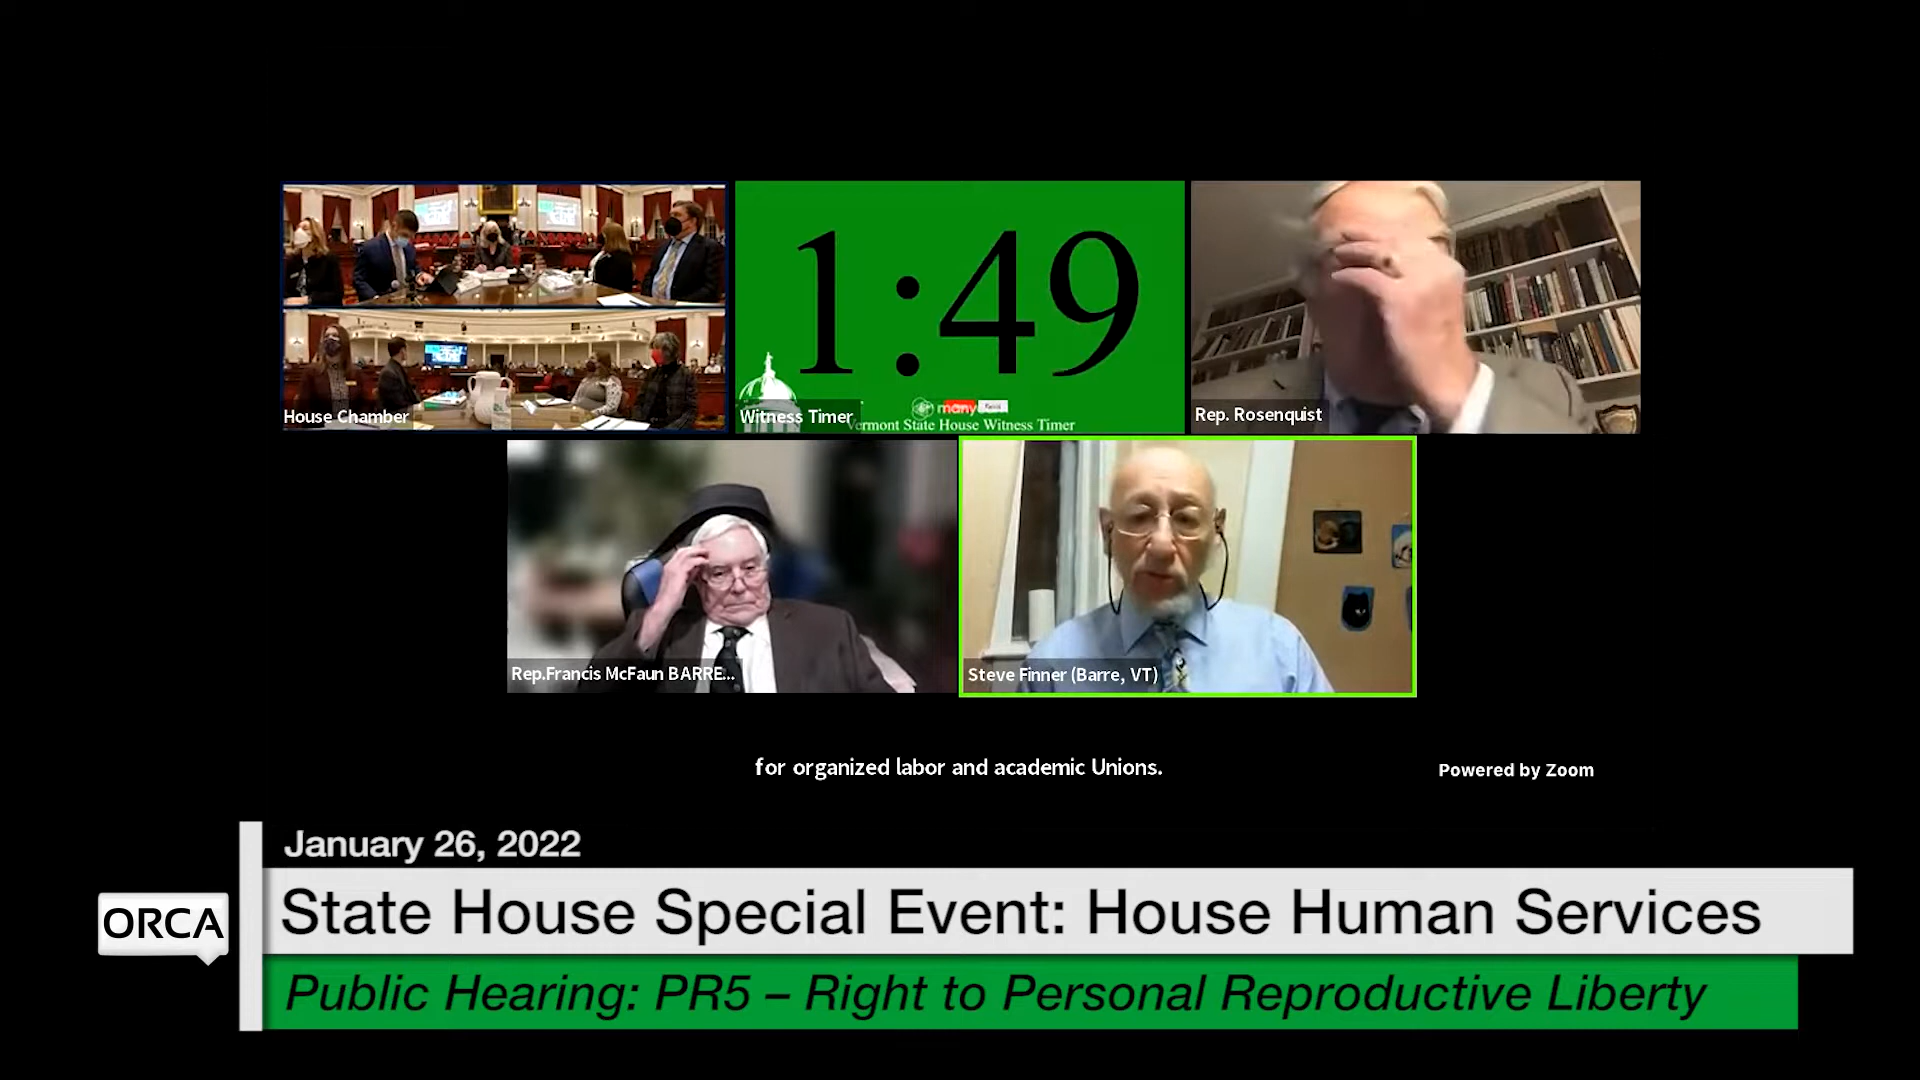 House Chamber
1:49
Witness Timer
many
Vermont State House Witness Timer
Rep. Rosenquist
Rep.Francis McFaun BARRE...
Steve Finner (Barre, VT)
for organized labor and academic Unions.
Powered by Zoom
January 26, 2022
ORCA
State House Special Event: House Human Services
Public Hearing: PR5 – Right to Personal Reproductive Liberty